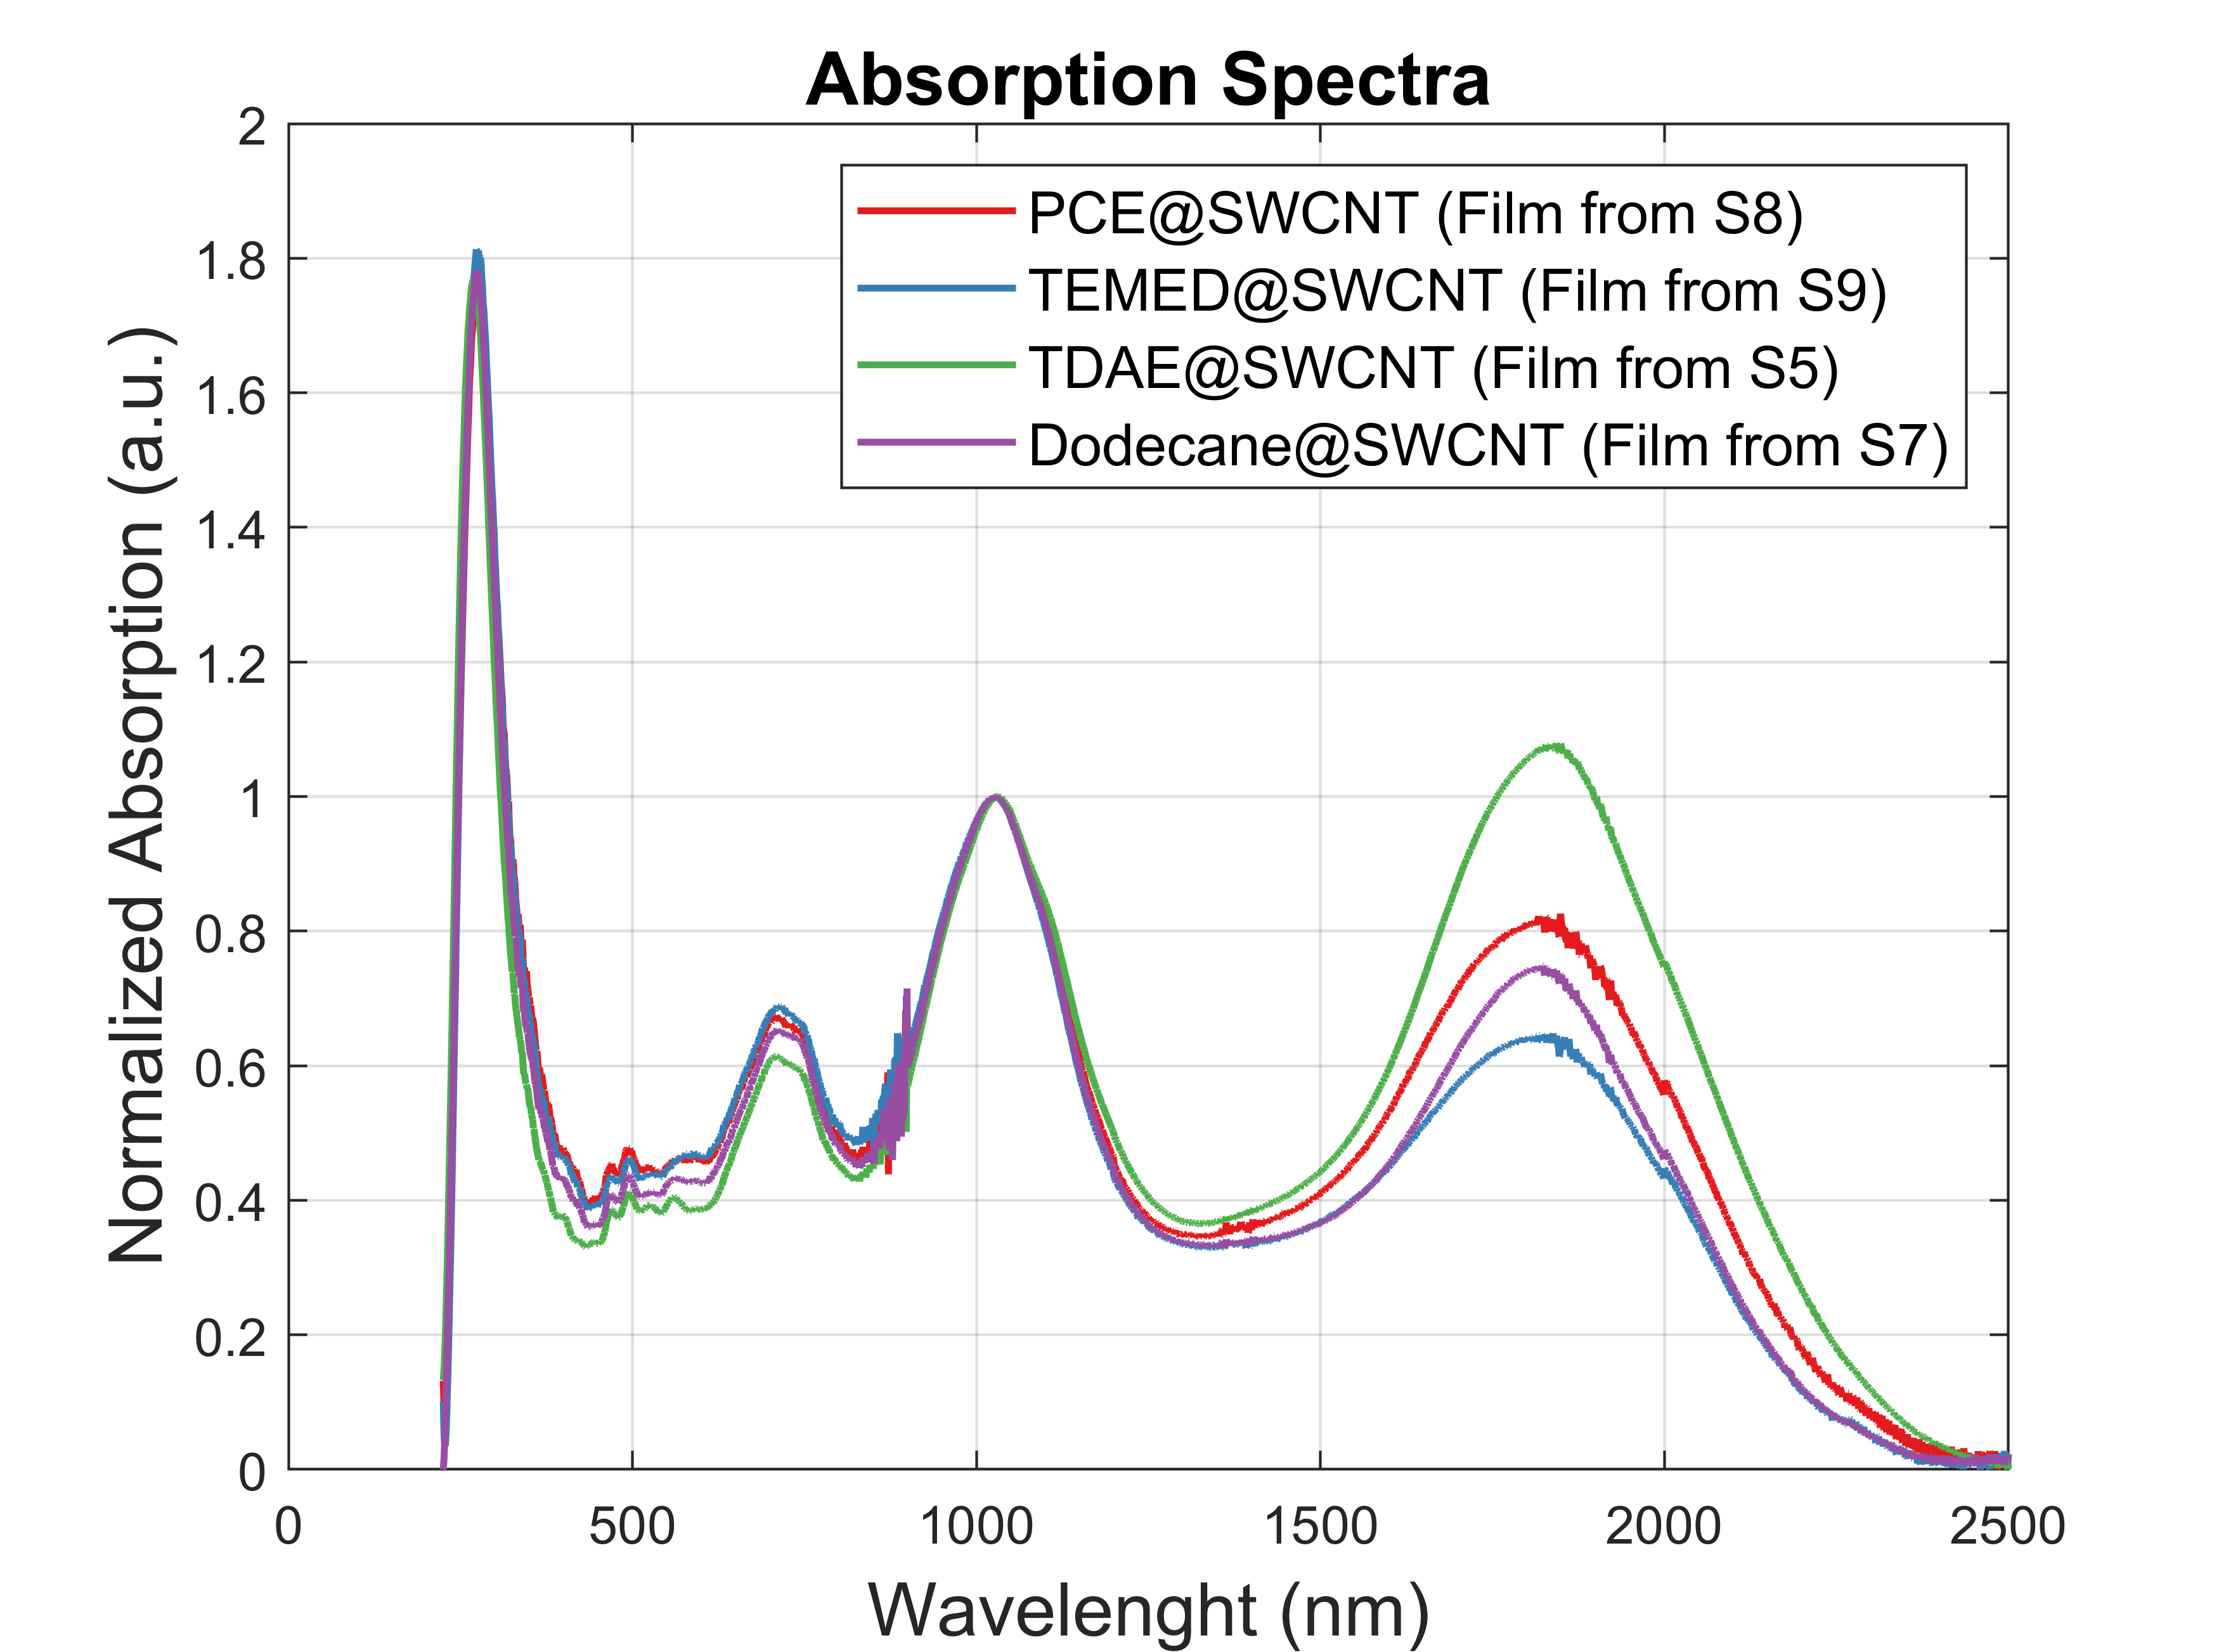 Absorption Spectra
2
1.8
1.6
1.4
1.2
1
0.8
0.6
0.4
0.2
0
Normalized Absorption (a.u.)
PCE@SWCNT (Film from S8)
TEMED@SWCNT (Film from S9)
TDAE@SWCNT (Film from S5)
Dodecane@SWCNT (Film from S7)
0 500 1000 1500 2000 2500
Wavelenght (nm)